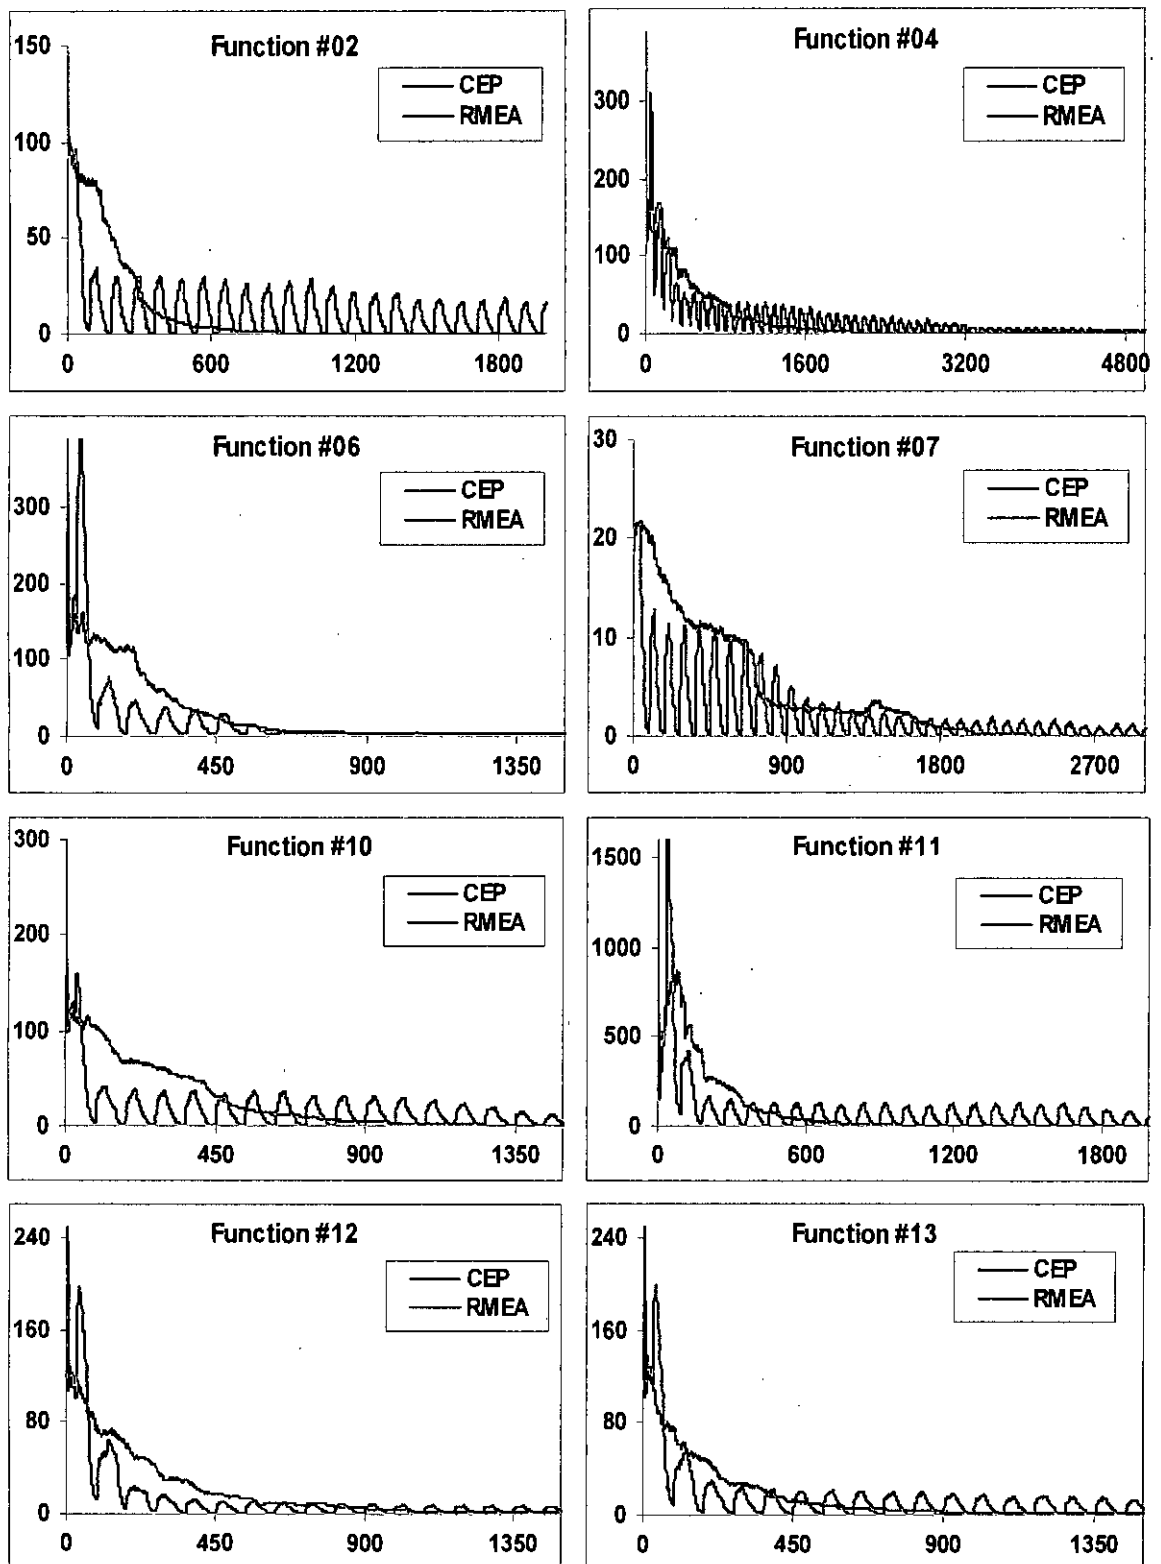 Function #02
150
100
50
0
CEP
RMEA
0 600 1200 1800
Function #04
300
200
100
0
CEP
RMEA
0 1600 3200 4800
Function #06
300
200
100
0
CEP
RMEA
0 450 900 1350
Function #07
30
20
10
0
CEP
RMEA
0 900 1800 2700
Function #10
300
200
100
0
CEP
RMEA
0 450 900 1350
Function #11
1500
1000
500
0
CEP
RMEA
0 600 1200 1800
Function #12
240
160
80
0
CEP
RMEA
0 450 900 1350
Function #13
240
160
80
0
CEP
RMEA
0 450 900 1350